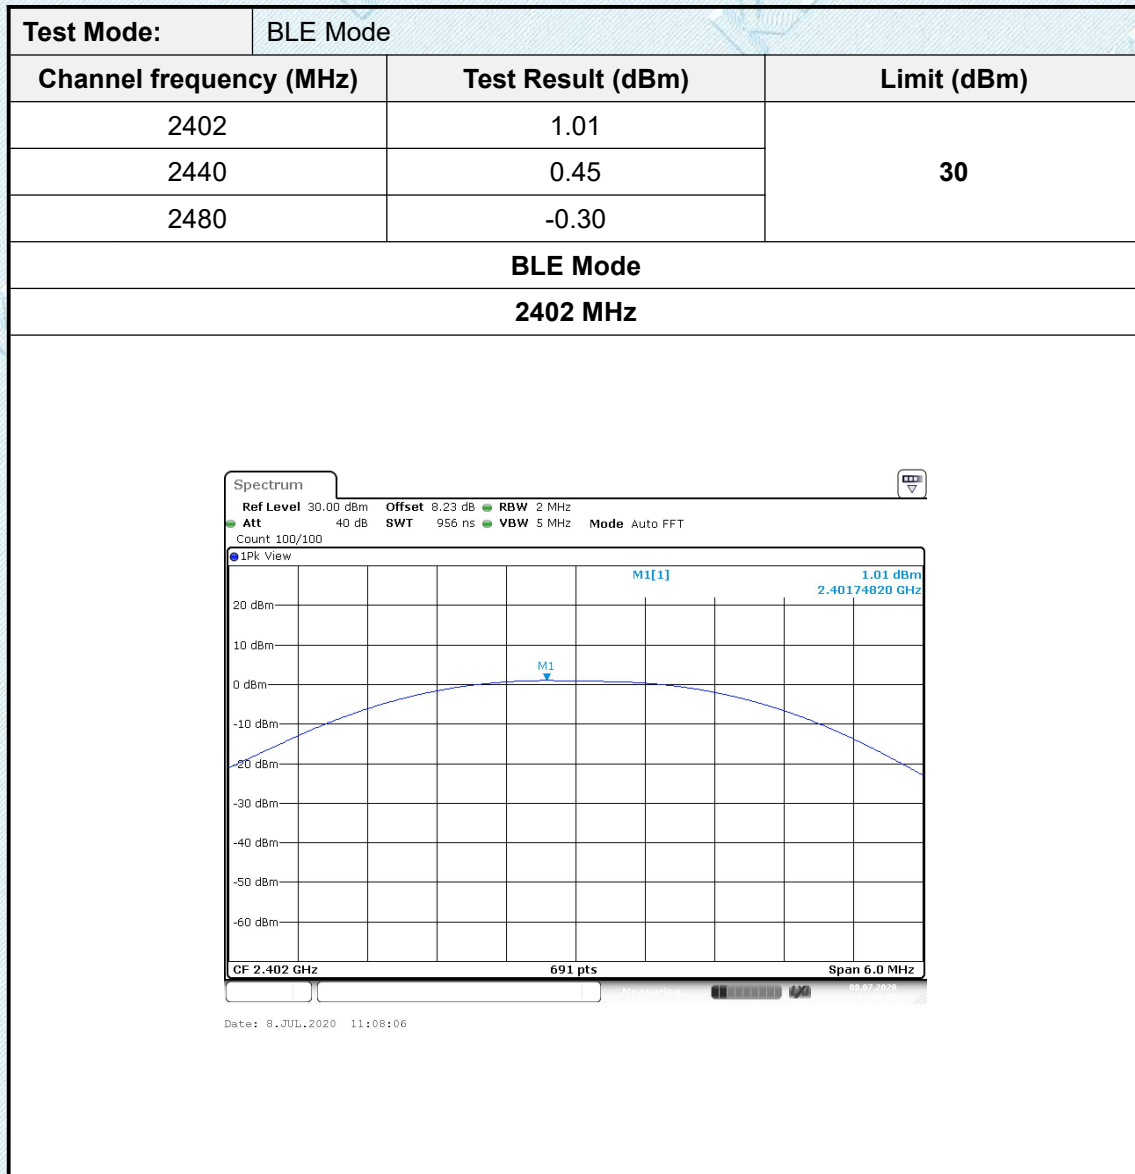 Test Mode: BLE Mode
Channel frequency (MHz) Test Result (dBm) Limit (dBm)
2402 1.01
2440 0.45 30
2480 -0.30
BLE Mode
2402 MHz
Spectrum
Ref Level 30.00 dBm Offset 8.23 dB RBW 2 MHz
Att 40 dB SWT 956 ns VBW 5 MHz Mode Auto FFT
Count 100/100
1Pk View
M1[1] 1.01 dBm
2.40174820 GHz
20 dBm
10 dBm
M1
0 dBm
-10 dBm
-20 dBm
-30 dBm
-40 dBm
-50 dBm
-60 dBm
CF 2.402 GHz 691 pts Span 6.0 MHz
Measuring... 08.07.2020
Date: 8.JUL.2020 11:08:06